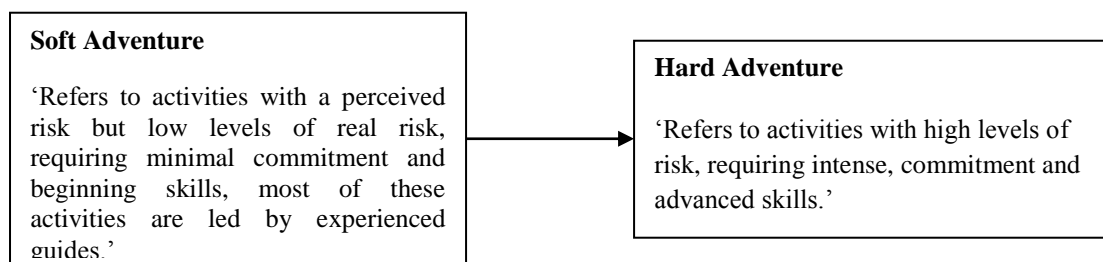 Soft Adventure
‘Refers to activities with a perceived
risk but low levels of real risk,
requiring minimal commitment and
beginning skills, most of these
activities are led by experienced
guides.’
Hard Adventure
‘Refers to activities with high levels of
risk, requiring intense, commitment and
advanced skills.’